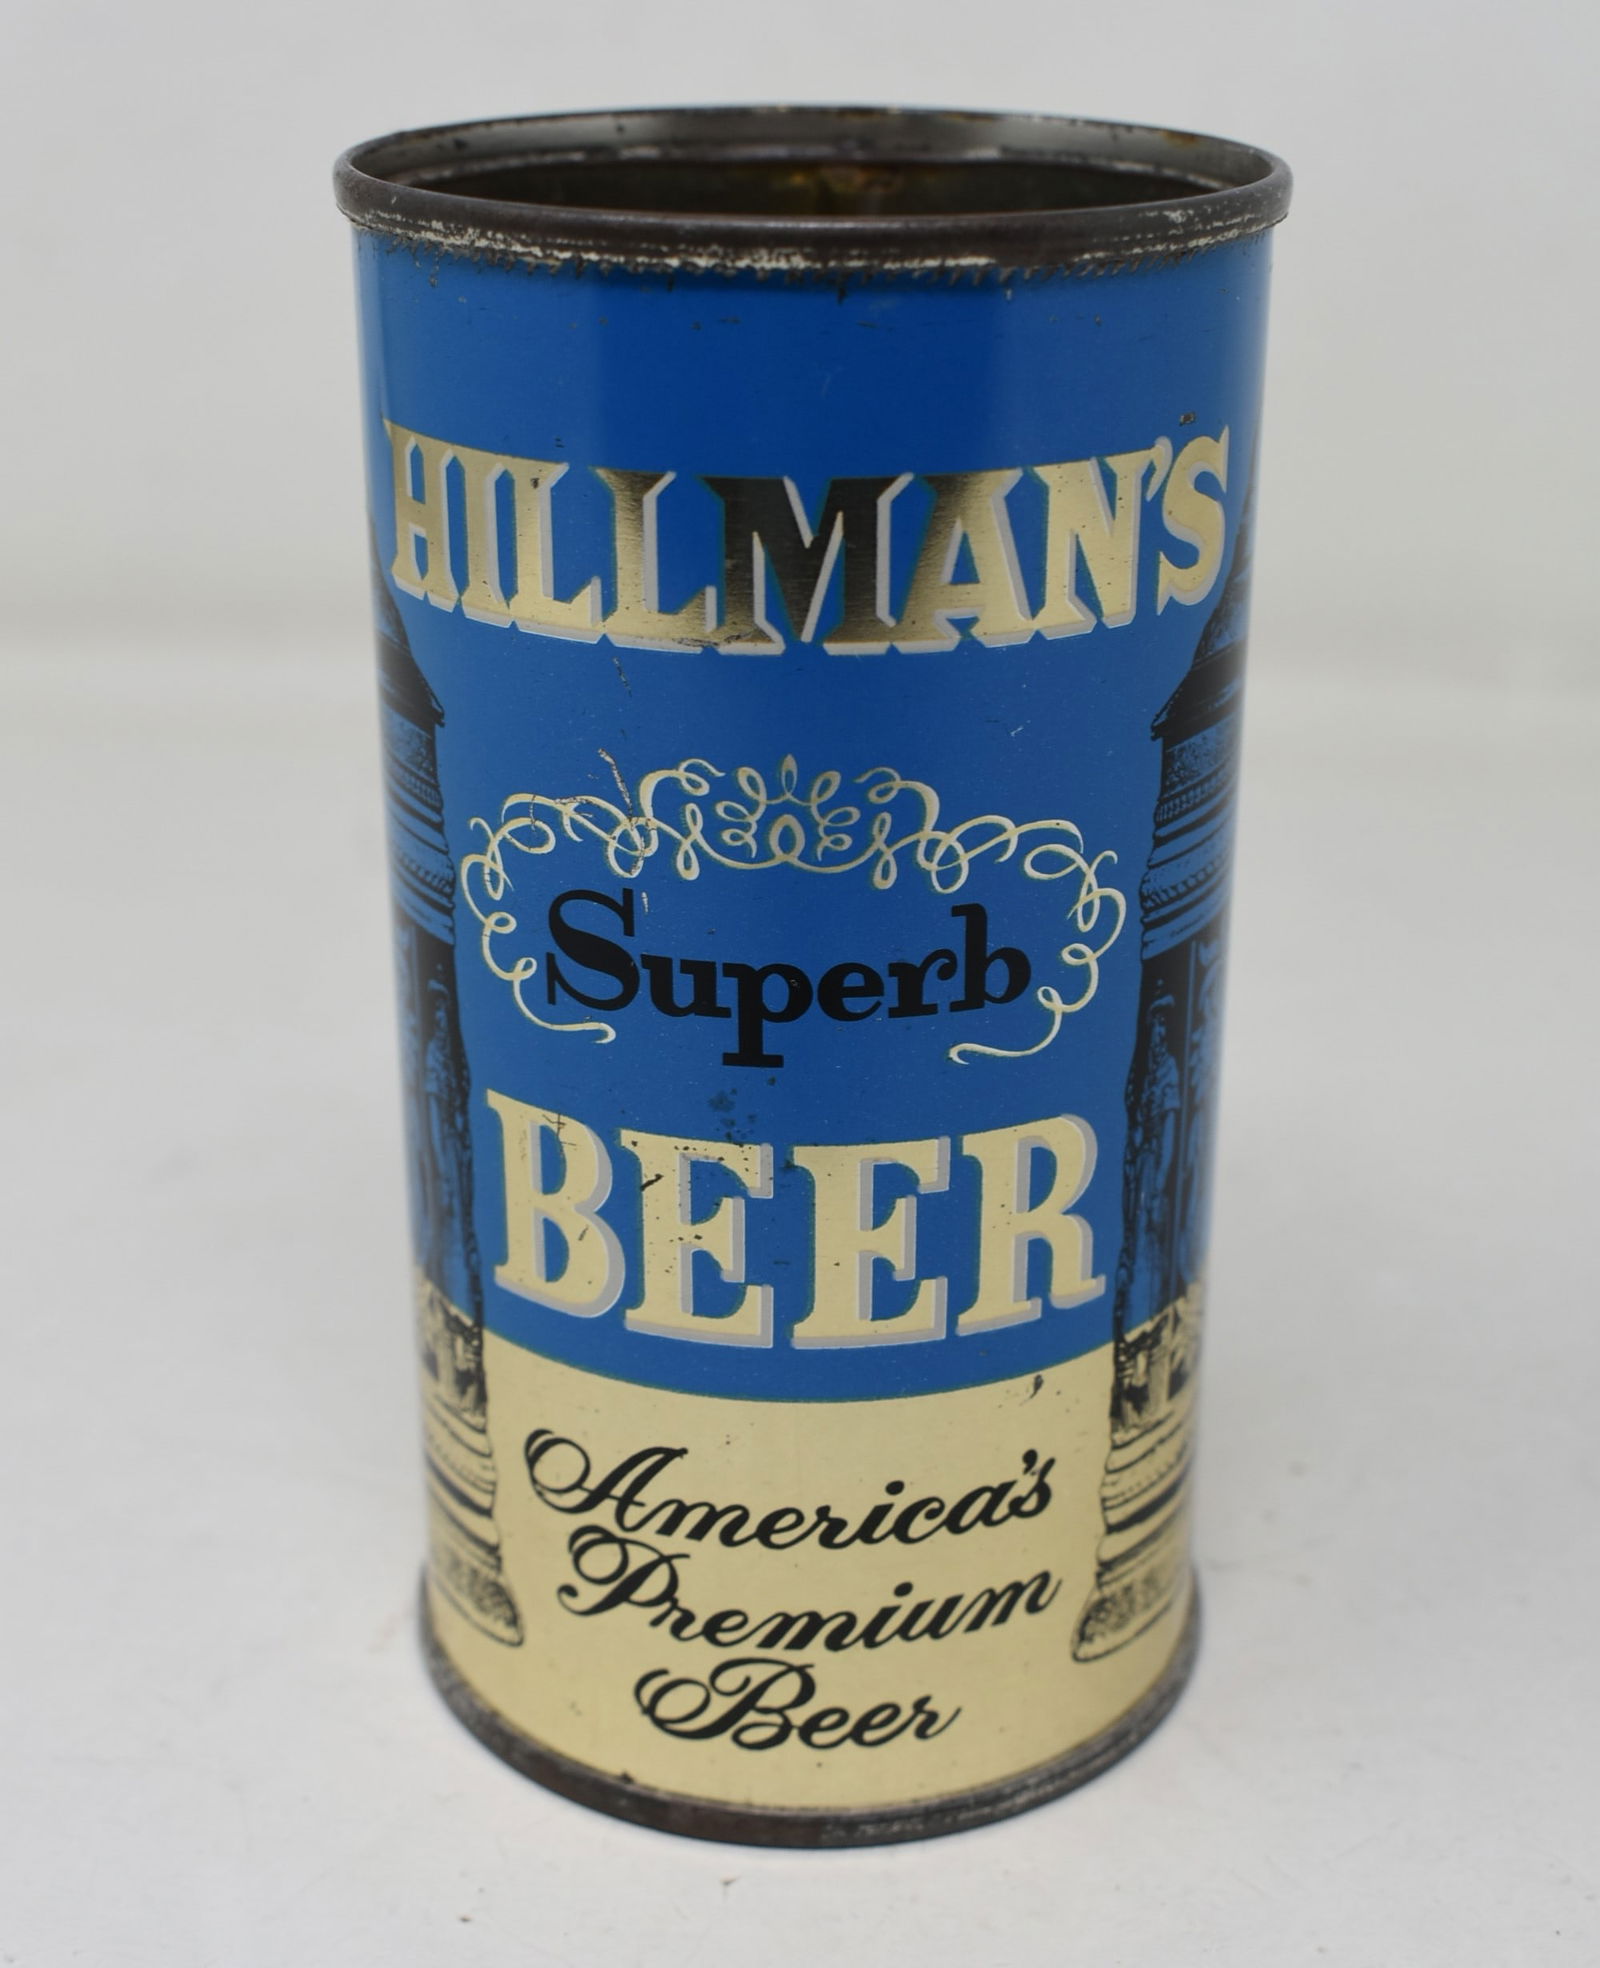 HILLMAN'S
Superb
BEER
America's
Premium
Beer